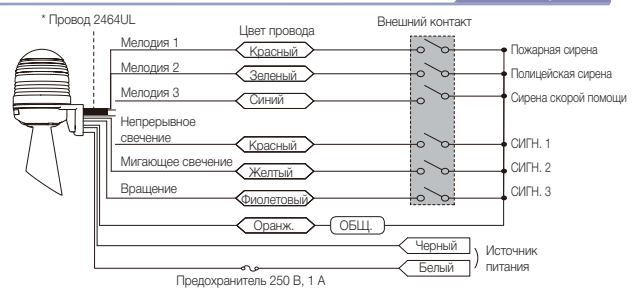 * Провод 2464UL
Цвет провода
Внешний контакт
Мелодия 1
Красный
Пожарная сирена
Мелодия 2
Зеленый
Полицейская сирена
Мелодия 3
Синий
Сирена скорой помощи
Непрерывное
свечение
Красный
СИГН. 1
Мигающее свечение
Желтый
СИГН. 2
Вращение
Фиолетовый
СИГН. 3
Оранж.
ОБЩ.
Черный
Источник
питания
Белый
Предохранитель 250 В, 1 А